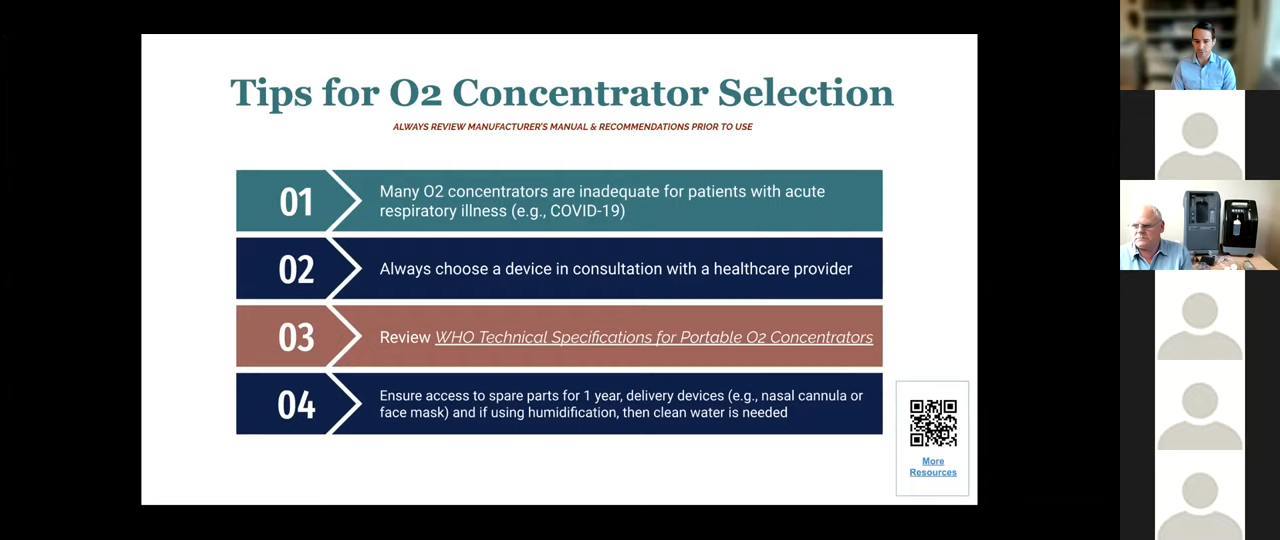 Tips for O2 Concentrator Selection
ALWAYS REVIEW MANUFACTURER'S MANUAL & RECOMMENDATIONS PRIOR TO USE
01
Many O2 concentrators are inadequate for patients with acute
respiratory illness (e.g., COVID-19)
02
Always choose a device in consultation with a healthcare provider
03
Review WHO Technical Specifications for Portable O2 Concentrators
04
Ensure access to spare parts for 1 year, delivery devices (e.g., nasal cannula or
face mask) and if using humidification, then clean water is needed
More
Resources